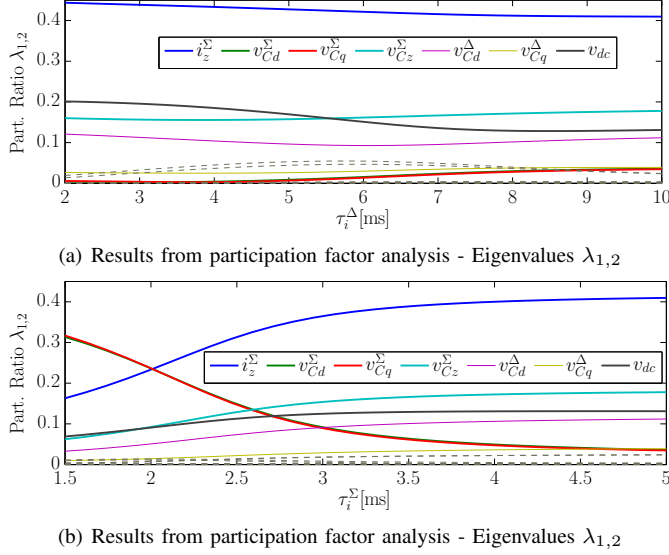 0.4
0.3
0.2
0.1
0
Part. Ratio λ1,2
i_z^Σ v_Cd^Σ v_Cq^Σ v_Cz^Σ v_Cd^Δ v_Cq^Δ v_dc
2 3 4 5 6 7 8 9 10
τ_i^Δ[ms]
(a) Results from participation factor analysis - Eigenvalues λ1,2
0.4
0.3
0.2
0.1
0
Part. Ratio λ1,2
i_z^Σ v_Cd^Σ v_Cq^Σ v_Cz^Σ v_Cd^Δ v_Cq^Δ v_dc
1.5 2 2.5 3 3.5 4 4.5 5
τ_i^Σ[ms]
(b) Results from participation factor analysis - Eigenvalues λ1,2